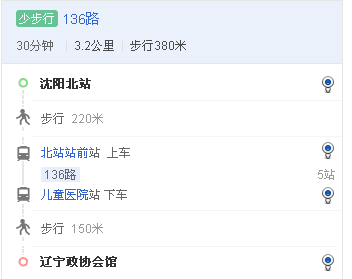 少步行 136路
30分钟 3.2公里 步行380米
沈阳北站
步行 220米
北站站前站 上车
136路 5站
儿童医院站 下车
步行 150米
辽宁政协会馆